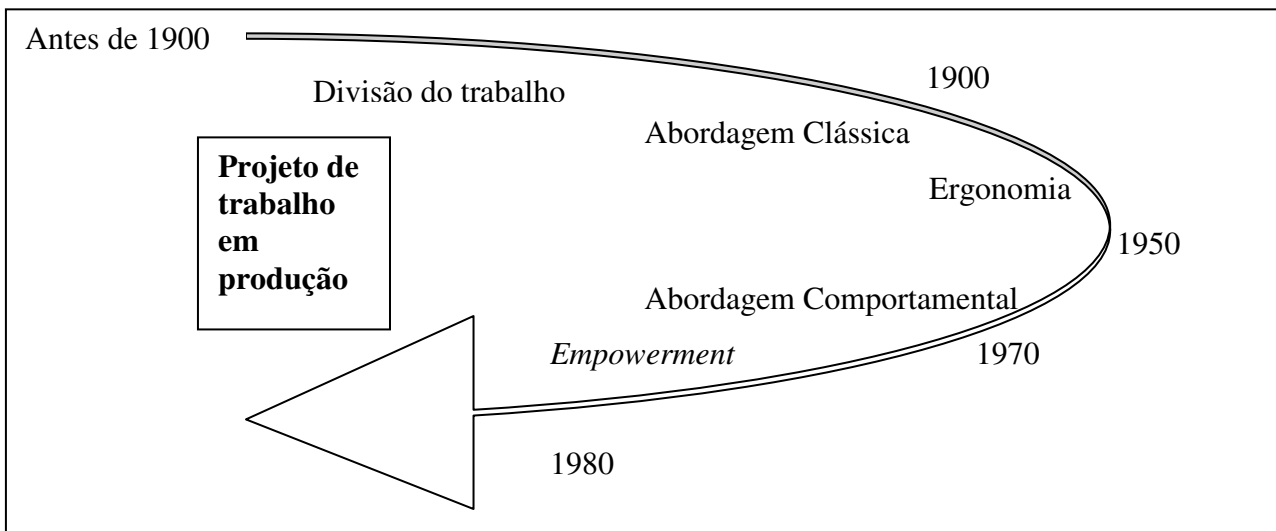 Antes de 1900
1900
Divisão do trabalho
Abordagem Clássica
Projeto de
trabalho
em
produção
Ergonomia
1950
Abordagem Comportamental
Empowerment
1970
1980